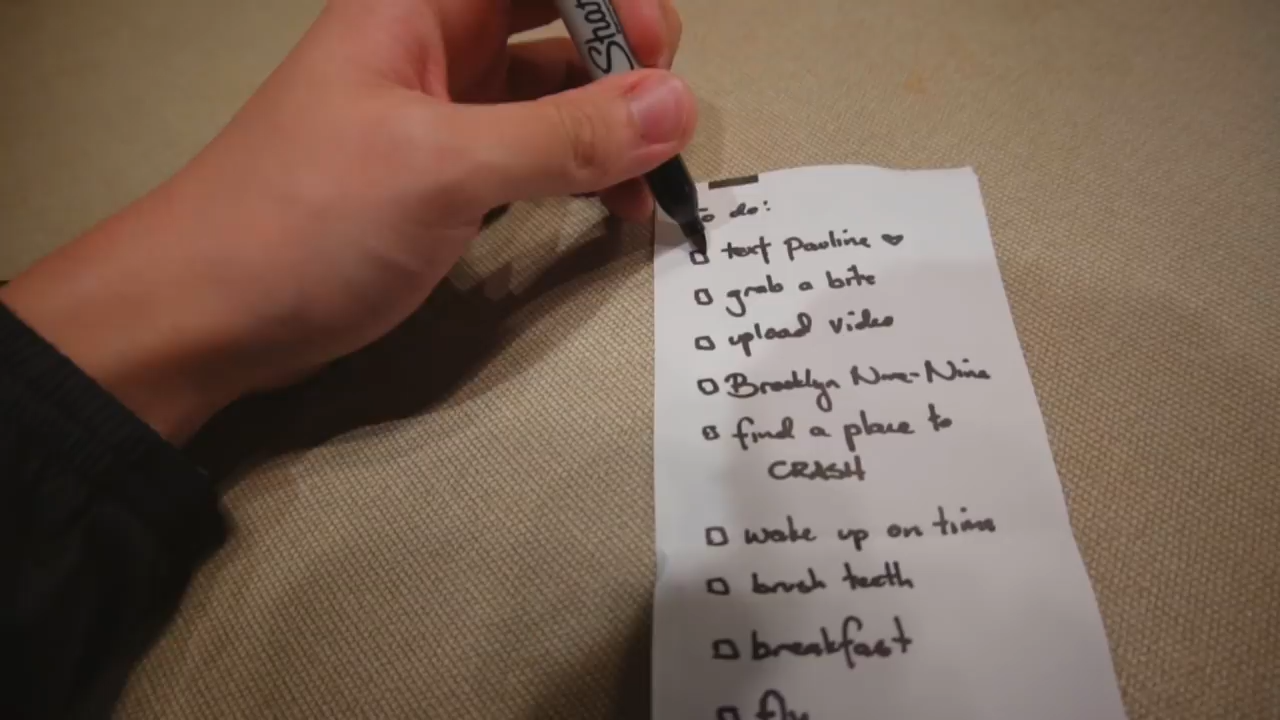 Shar
To do:
text Pauline
grab a bite
upload video
Brooklyn Nine-Nine
find a place to
CRASH
wake up on time
brush teeth
breakfast